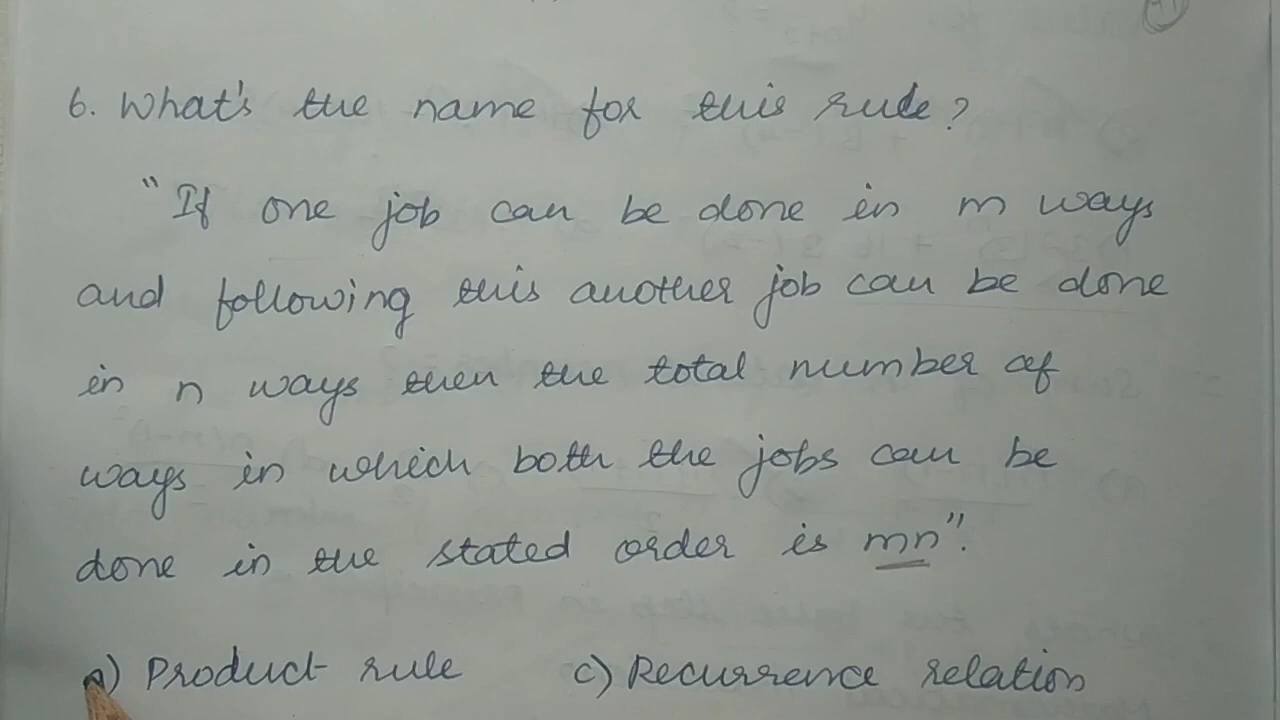 6. What's the name for this rule?
"If one job can be done in m ways
and following this another job can be done
in n ways then the total number of
ways in which both the jobs can be
done in the stated order is mn".
a) Product rule c) Recurrence relation